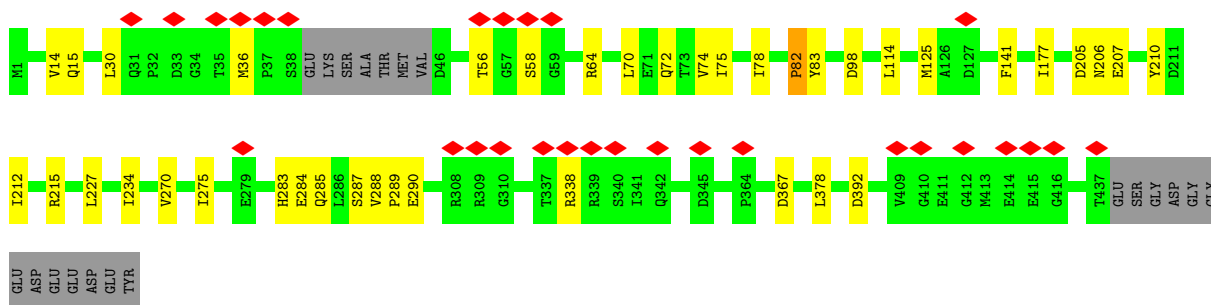 M1 V14 Q15 L30 Q31 P32 D33 G34 T35 M36 P37 S38 GLU LYS SER ALA THR MET VAL D46 T56 G57 S58 G59 R64 L70 E71 Q72 T73 V74 I75 I78 P82 Y83 D98 L114 M125 A126 D127 F141 I177 D205 N206 E207 Y210 D211
I212 R215 L227 I234 V270 I275 E279 H283 E284 Q285 L286 S287 V288 P289 E290 R308 R309 G310 T337 R338 R339 S340 I341 Q342 D345 P364 D367 L378 D392 V409 G410 E411 G412 M413 E414 E415 G416 T437 GLU SER GLY ASP GLY GLY
GLU ASP GLU GLU ASP GLU TYR